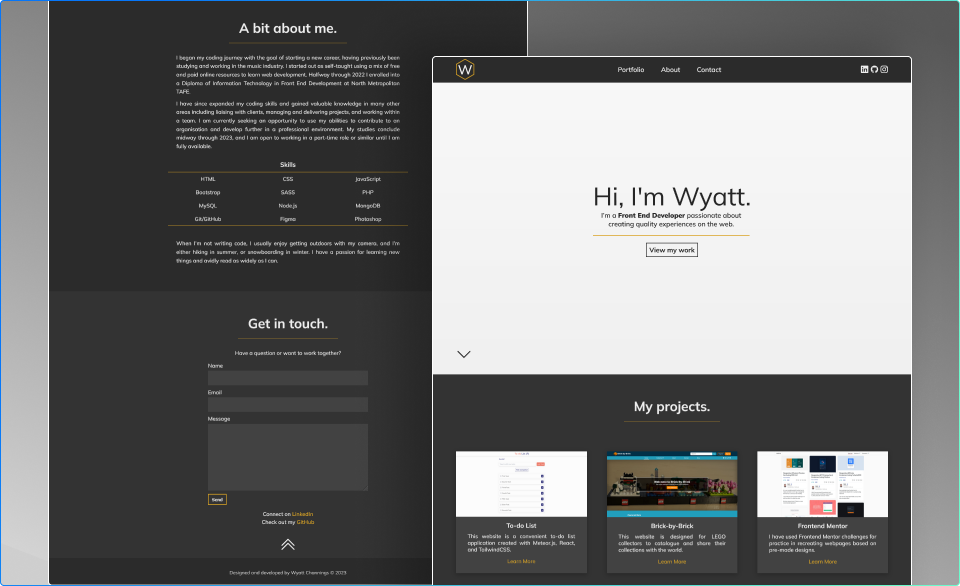 A bit about me.
I began my coding journey with the goal of starting a new career, having previously been
studying and working in the music industry. I started out as self-taught using a mix of free
and paid online resources to learn web development. Halfway through 2022 I enrolled into
a Diploma of Information Technology in Front End Development at North Metropolitan
TAFE.
I have since expanded my coding skills and gained valuable knowledge in many other
areas including liaising with clients, managing and delivering projects, and working within
a team. I am currently seeking an opportunity to use my abilities to contribute to an
organisation and develop further in a professional environment. My studies conclude
midway through 2023, and I am open to working in a part-time role or similar until I am
fully available.
Skills
HTML CSS JavaScript
Bootstrap SASS PHP
MySQL Node.js MongoDB
Git/GitHub Figma Photoshop
When I'm not writing code, I usually enjoy getting outdoors with my camera, and I'm
either hiking in summer, or snowboarding in winter. I have a passion for learning new
things and avidly read as widely as I can.
Get in touch.
Have a question or want to work together?
Name
Email
Message
Send
Connect on LinkedIn
Check out my GitHub
Designed and developed by Wyatt Channings © 2023
W
Portfolio About Contact
Hi, I'm Wyatt.
I'm a Front End Developer passionate about
creating quality experiences on the web.
View my work
My projects.
To-do List
This website is a convenient to-do list
application created with Meteor.js, React,
and TailwindCSS.
Learn More
Welcome to Brick-by-Brick
Brick-by-Brick
This website is designed for LEGO
collectors to catalogue and share their
collections with the world.
Learn More
Frontend Mentor
I have used Frontend Mentor challenges for
practice in recreating webpages based on
pre-made designs.
Learn More